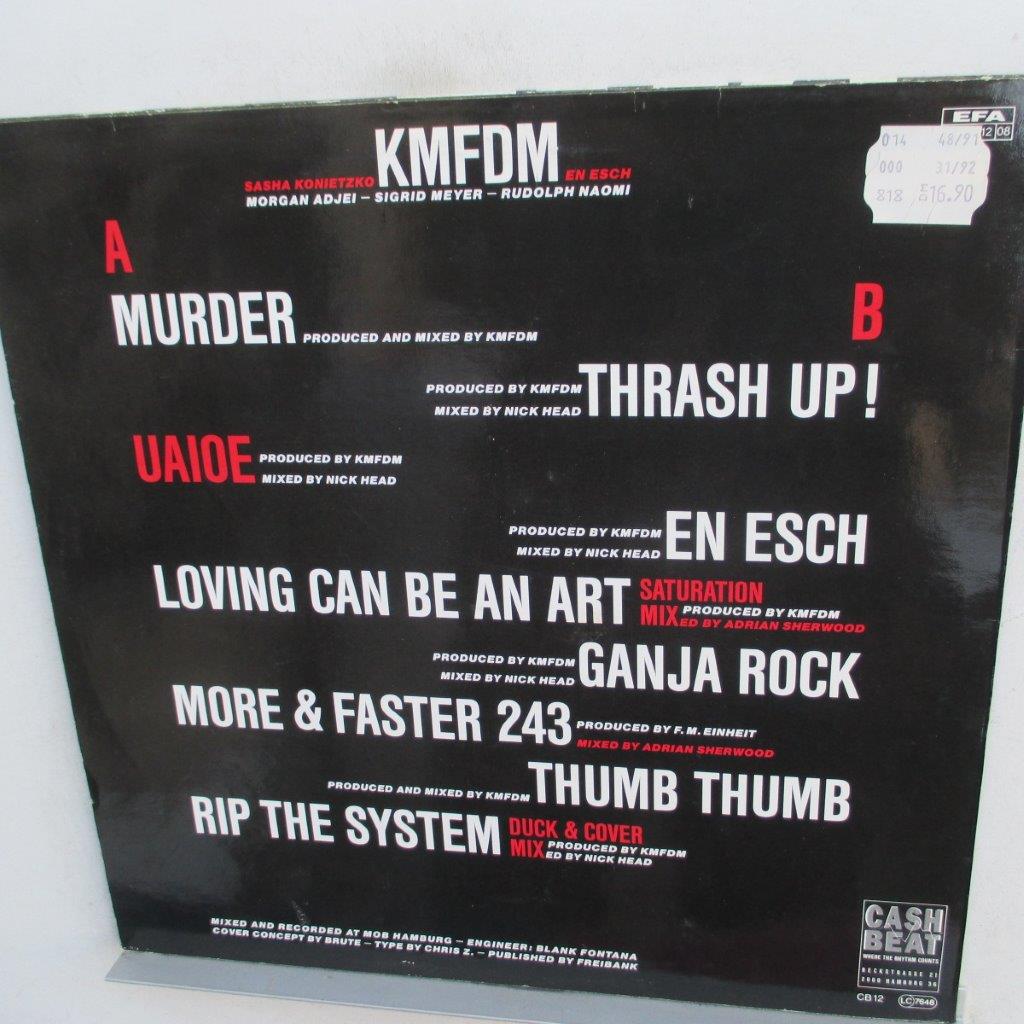 EFA
12 08
014 48/91
000 31/92
818 16.90
SASHA KONIETZKO KMFDM EN ESCH
MORGAN ADJEI – SIGRID MEYER – RUDOLPH NAOMI
A
MURDER PRODUCED AND MIXED BY KMFDM
B
PRODUCED BY KMFDM THRASH UP!
MIXED BY NICK HEAD
UAIOE PRODUCED BY KMFDM
MIXED BY NICK HEAD
PRODUCED BY KMFDM EN ESCH
MIXED BY NICK HEAD
LOVING CAN BE AN ART SATURATION
MIX PRODUCED BY KMFDM
ED BY ADRIAN SHERWOOD
PRODUCED BY KMFDM GANJA ROCK
MIXED BY NICK HEAD
MORE & FASTER 243 PRODUCED BY F.M. EINHEIT
MIXED BY ADRIAN SHERWOOD
PRODUCED AND MIXED BY KMFDM THUMB THUMB
RIP THE SYSTEM DUCK & COVER
MIX PRODUCED BY KMFDM
ED BY NICK HEAD
MIXED AND RECORDED AT MOB HAMBURG – ENGINEER: BLANK FONTANA
COVER CONCEPT BY BRUTE – TYPE BY CHRIS Z. – PUBLISHED BY FREIBANK
CASH
BEAT
WHERE THE RHYTHM COUNTS
BECKSTRASSE 21
2000 HAMBURG 36
CB 12 LC 7646